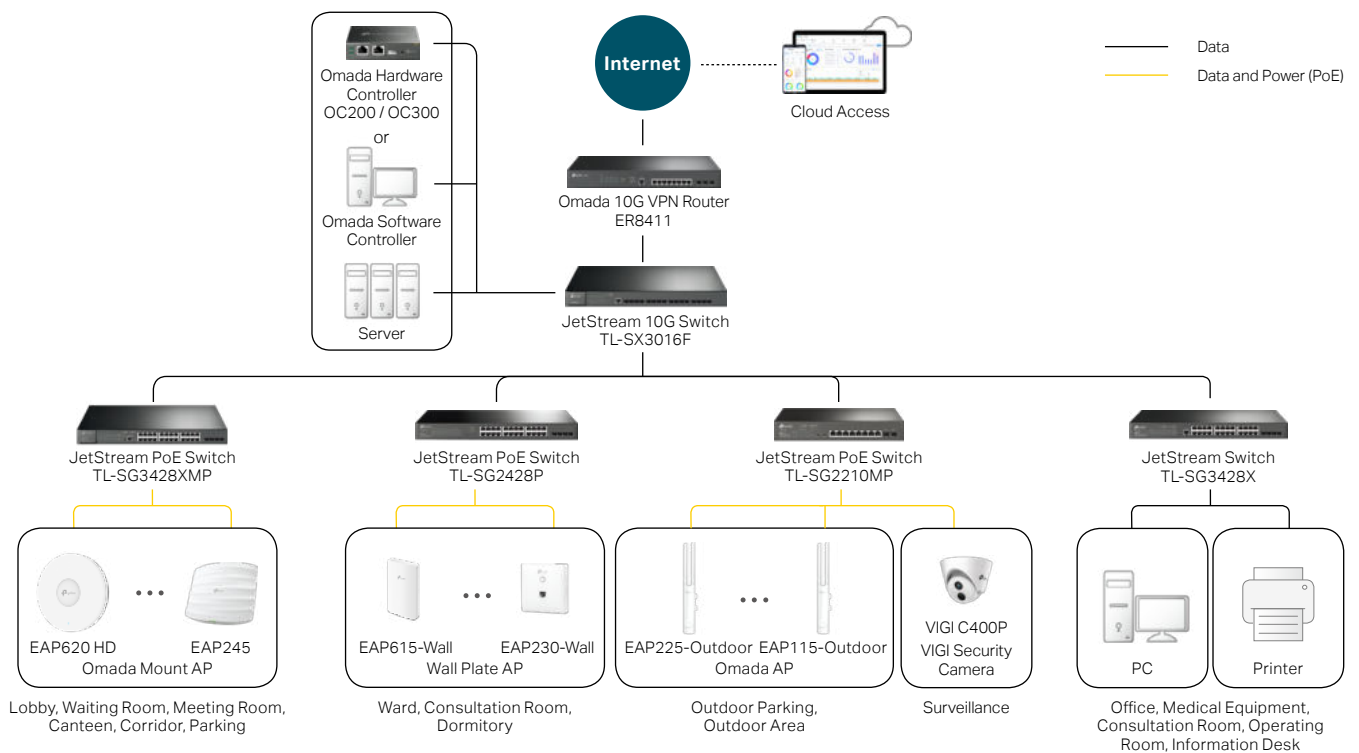 Omada Hardware
Controller
OC200 / OC300
or
Omada Software
Controller
Server
Internet
Cloud Access
Data
Data and Power (PoE)
Omada 10G VPN Router
ER8411
JetStream 10G Switch
TL-SX3016F
JetStream PoE Switch
TL-SG3428XMP
JetStream PoE Switch
TL-SG2428P
JetStream PoE Switch
TL-SG2210MP
JetStream Switch
TL-SG3428X
EAP620 HD
EAP245
Omada Mount AP
EAP615-Wall
EAP230-Wall
Wall Plate AP
EAP225-Outdoor
EAP115-Outdoor
Omada AP
VIGI C400P
VIGI Security
Camera
PC
Printer
Lobby, Waiting Room, Meeting Room,
Canteen, Corridor, Parking
Ward, Consultation Room,
Dormitory
Outdoor Parking,
Outdoor Area
Surveillance
Office, Medical Equipment,
Consultation Room, Operating
Room, Information Desk